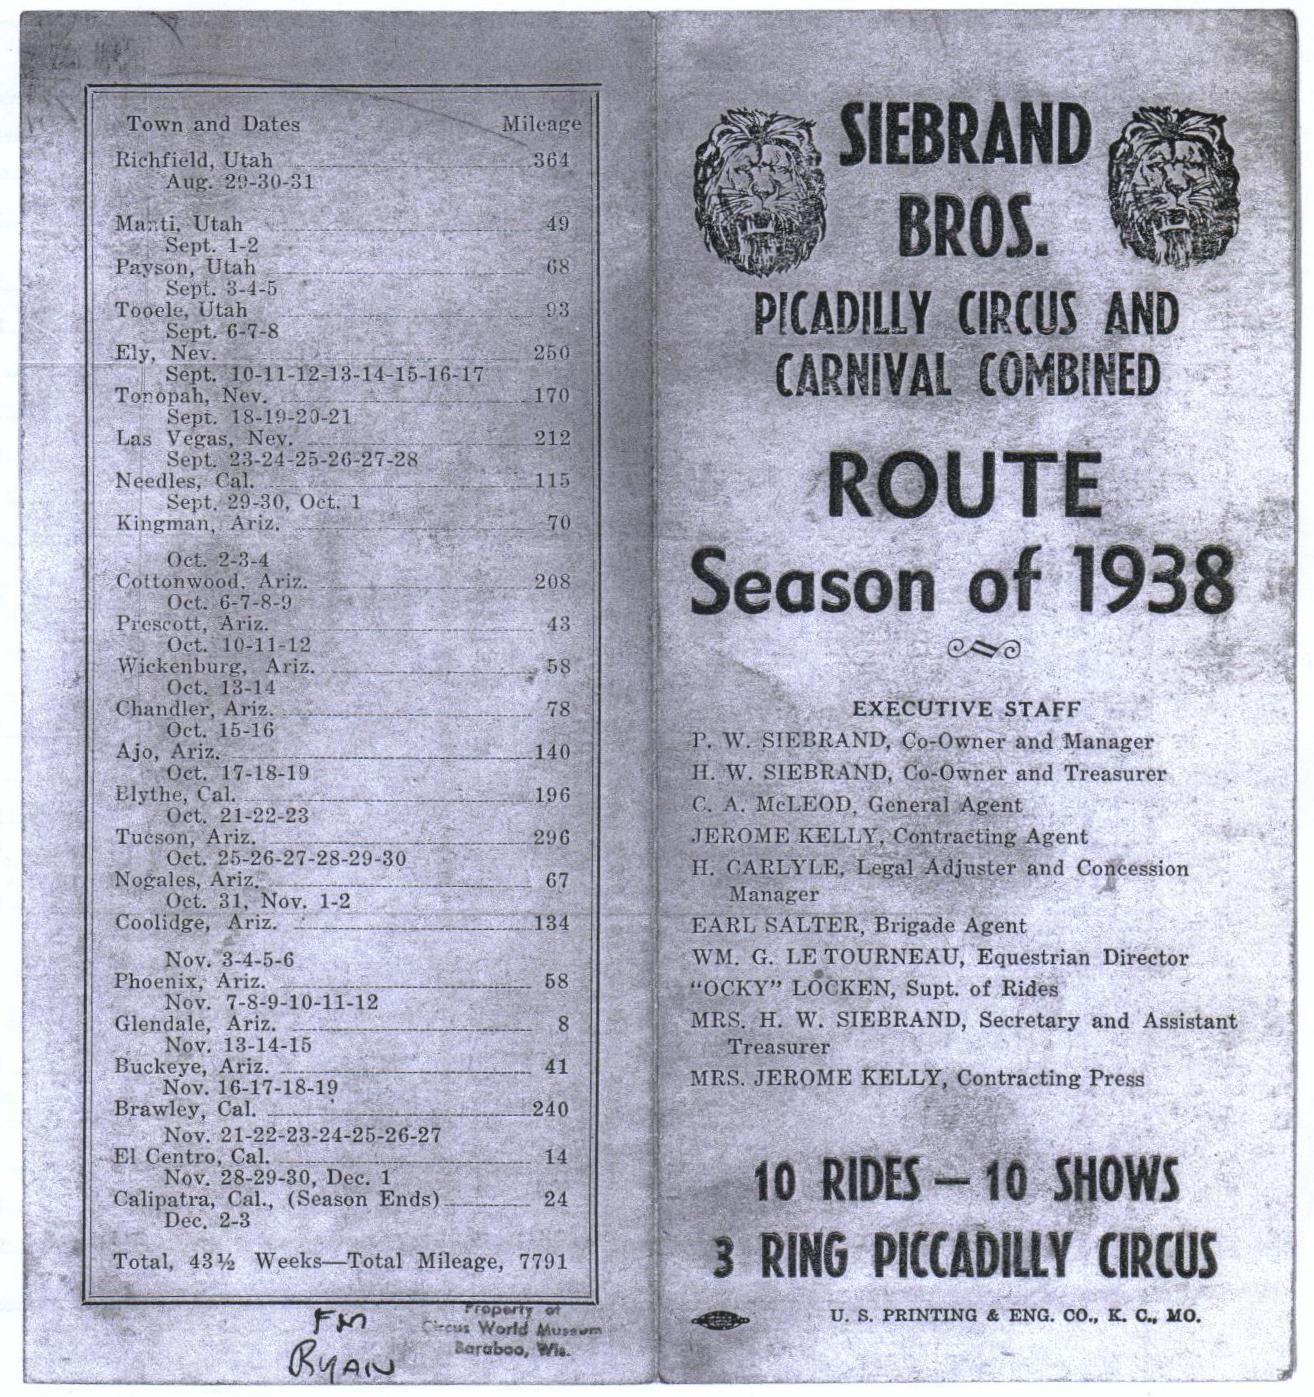 Town and Dates Mileage
Richfield, Utah 364
Aug. 29-30-31
Manti, Utah 49
Sept. 1-2
Payson, Utah 68
Sept. 3-4-5
Tooele, Utah 93
Sept. 6-7-8
Ely, Nev. 250
Sept. 10-11-12-13-14-15-16-17
Tonopah, Nev. 170
Sept. 18-19-20-21
Las Vegas, Nev. 212
Sept. 23-24-25-26-27-28
Needles, Cal. 115
Sept. 29-30, Oct. 1
Kingman, Ariz. 70
Oct. 2-3-4
Cottonwood, Ariz. 208
Oct. 6-7-8-9
Prescott, Ariz. 43
Oct. 10-11-12
Wickenburg, Ariz. 58
Oct. 13-14
Chandler, Ariz. 78
Oct. 15-16
Ajo, Ariz. 140
Oct. 17-18-19
Blythe, Cal. 196
Oct. 21-22-23
Tucson, Ariz. 296
Oct. 25-26-27-28-29-30
Nogales, Ariz. 67
Oct. 31, Nov. 1-2
Coolidge, Ariz. 134
Nov. 3-4-5-6
Phoenix, Ariz. 58
Nov. 7-8-9-10-11-12
Glendale, Ariz. 8
Nov. 13-14-15
Buckeye, Ariz. 41
Nov. 16-17-18-19
Brawley, Cal. 240
Nov. 21-22-23-24-25-26-27
El Centro, Cal. 14
Nov. 28-29-30, Dec. 1
Calipatra, Cal., (Season Ends) 24
Dec. 2-3
Total, 43½ Weeks—Total Mileage, 7791
FM
RYAN
Property of
Circus World Museum
Baraboo, Wis.
SIEBRAND
BROS.
PICADILLY CIRCUS AND
CARNIVAL COMBINED
ROUTE
Season of 1938
EXECUTIVE STAFF
P. W. SIEBRAND, Co-Owner and Manager
H. W. SIEBRAND, Co-Owner and Treasurer
C. A. McLEOD, General Agent
JEROME KELLY, Contracting Agent
H. CARLYLE, Legal Adjuster and Concession
Manager
EARL SALTER, Brigade Agent
WM. G. LE TOURNEAU, Equestrian Director
"OCKY" LOCKEN, Supt. of Rides
MRS. H. W. SIEBRAND, Secretary and Assistant
Treasurer
MRS. JEROME KELLY, Contracting Press
10 RIDES — 10 SHOWS
3 RING PICCADILLY CIRCUS
U. S. PRINTING & ENG. CO., K. C., MO.